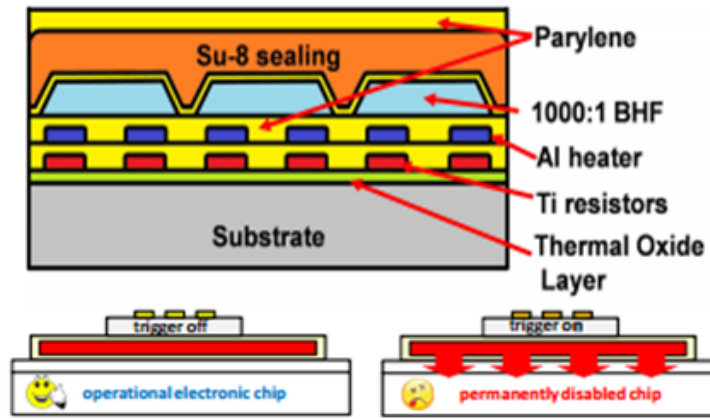 Parylene
Su-8 sealing
1000:1 BHF
Al heater
Ti resistors
Substrate
Thermal Oxide
Layer
trigger off
trigger on
operational electronic chip
permanently disabled chip